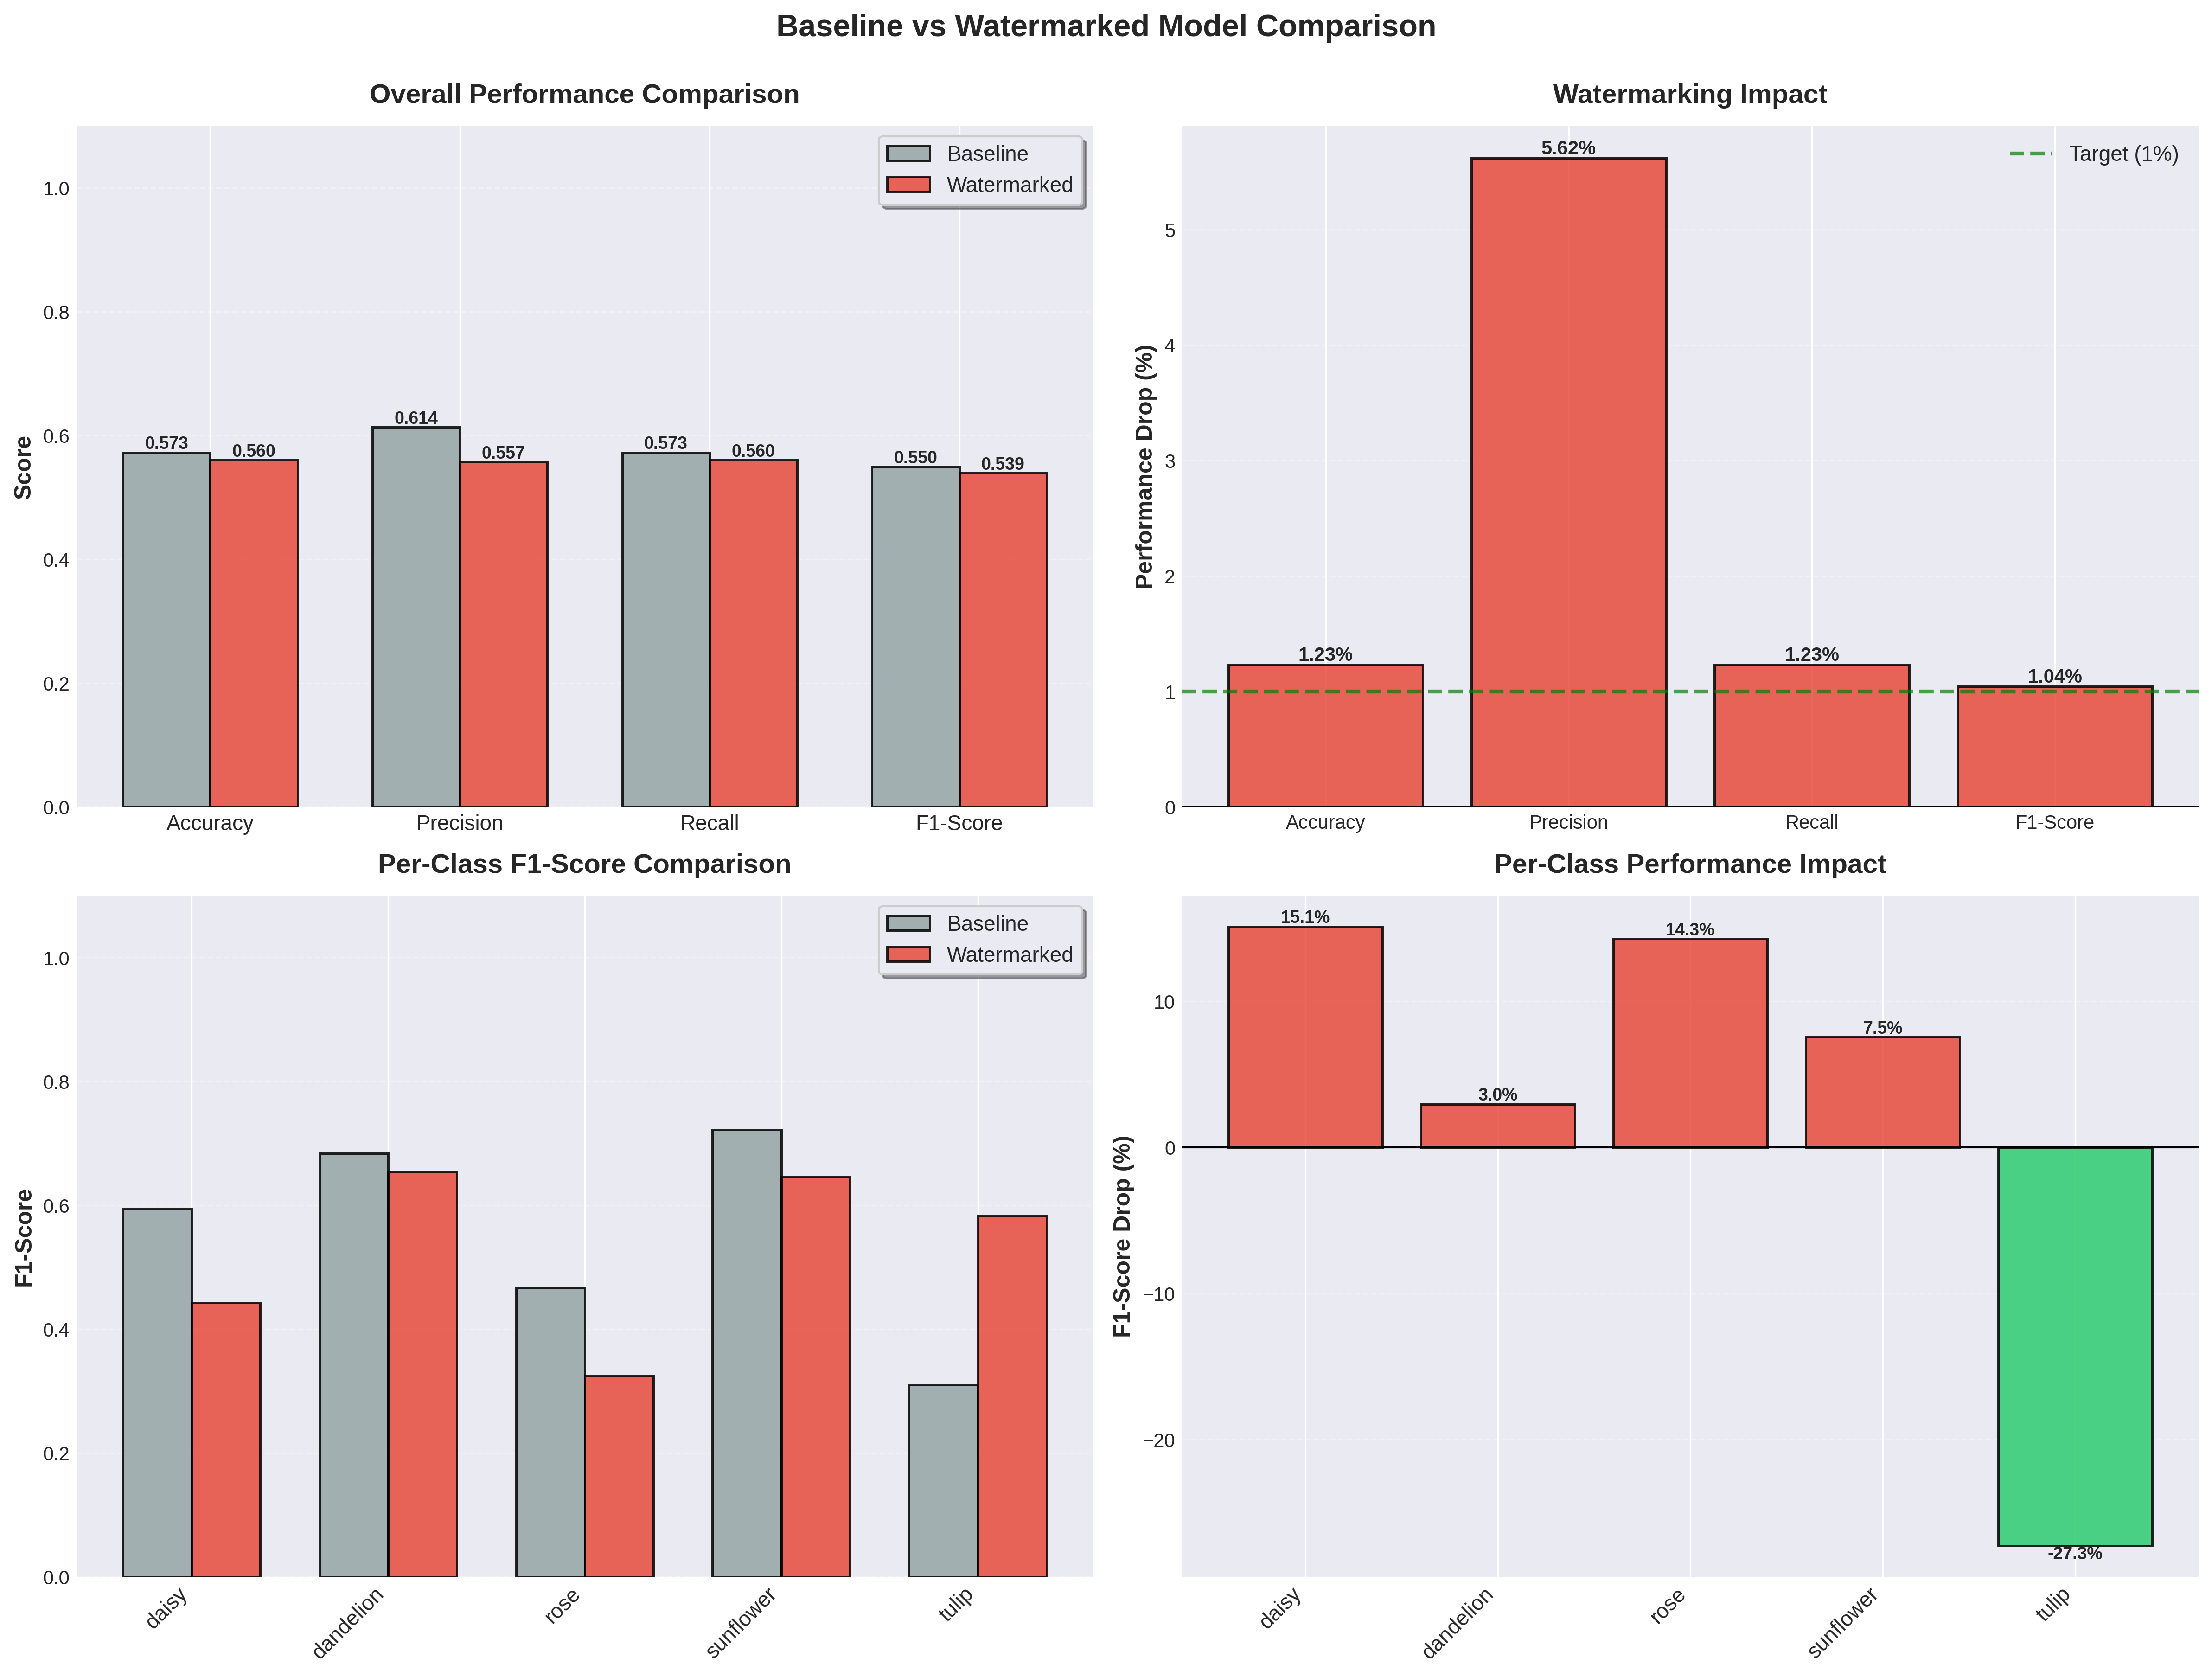 Baseline vs Watermarked Model Comparison
Overall Performance Comparison
Score
1.0
0.8
0.6
0.4
0.2
0.0
Baseline
Watermarked
0.573
0.560
0.614
0.557
0.573
0.560
0.550
0.539
Accuracy
Precision
Recall
F1-Score
Watermarking Impact
Performance Drop (%)
5
4
3
2
1
0
Target (1%)
1.23%
5.62%
1.23%
1.04%
Accuracy
Precision
Recall
F1-Score
Per-Class F1-Score Comparison
F1-Score
1.0
0.8
0.6
0.4
0.2
0.0
Baseline
Watermarked
daisy
dandelion
rose
sunflower
tulip
Per-Class Performance Impact
F1-Score Drop (%)
10
0
−10
−20
15.1%
3.0%
14.3%
7.5%
-27.3%
daisy
dandelion
rose
sunflower
tulip